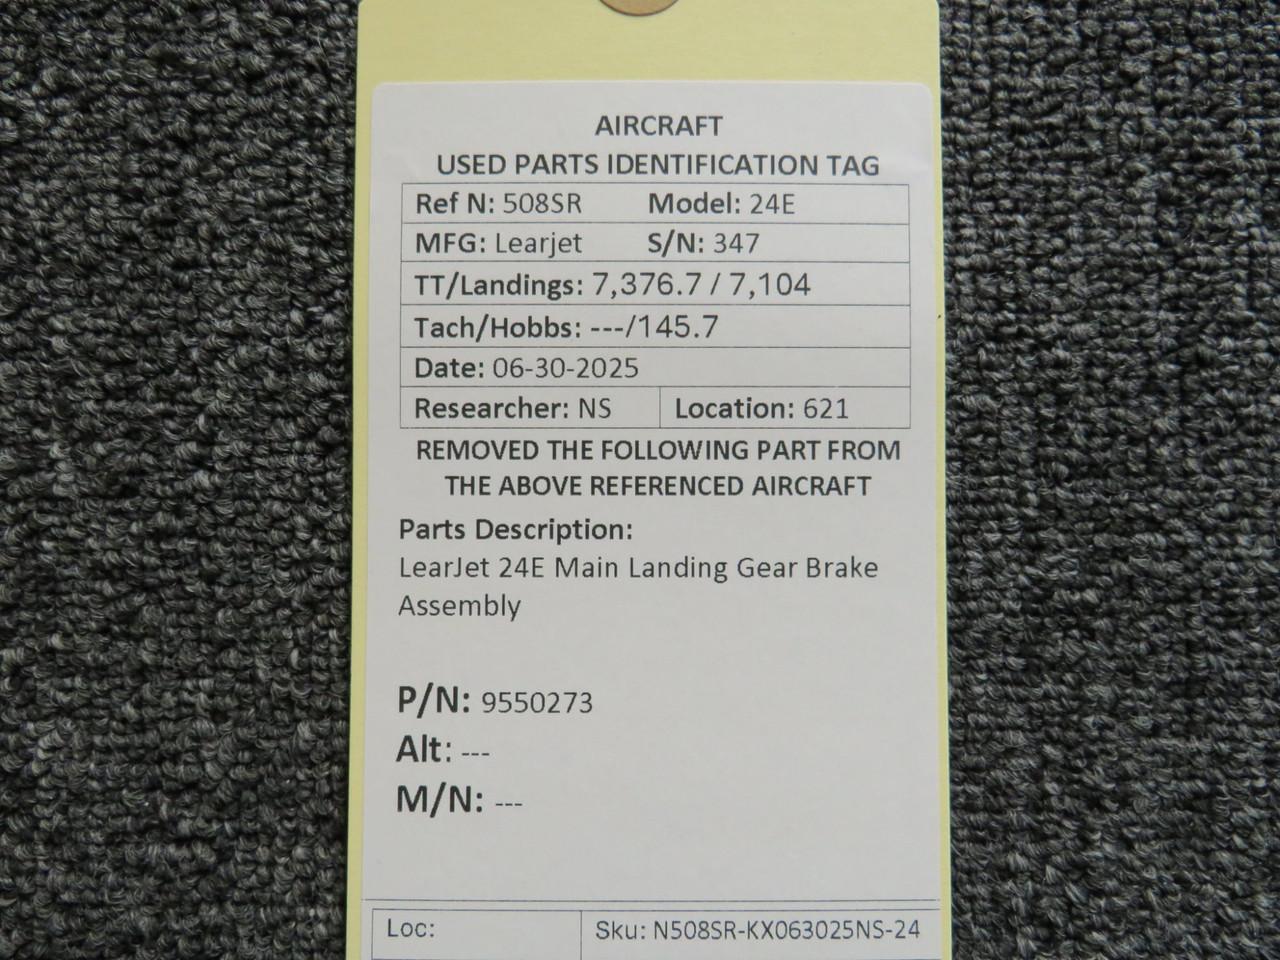 AIRCRAFT
USED PARTS IDENTIFICATION TAG
Ref N: 508SR Model: 24E
MFG: Learjet S/N: 347
TT/Landings: 7,376.7 / 7,104
Tach/Hobbs: ---/145.7
Date: 06-30-2025
Researcher: NS Location: 621
REMOVED THE FOLLOWING PART FROM
THE ABOVE REFERENCED AIRCRAFT
Parts Description:
LearJet 24E Main Landing Gear Brake
Assembly
P/N: 9550273
Alt: ---
M/N: ---
Loc: Sku: N508SR-KX063025NS-24